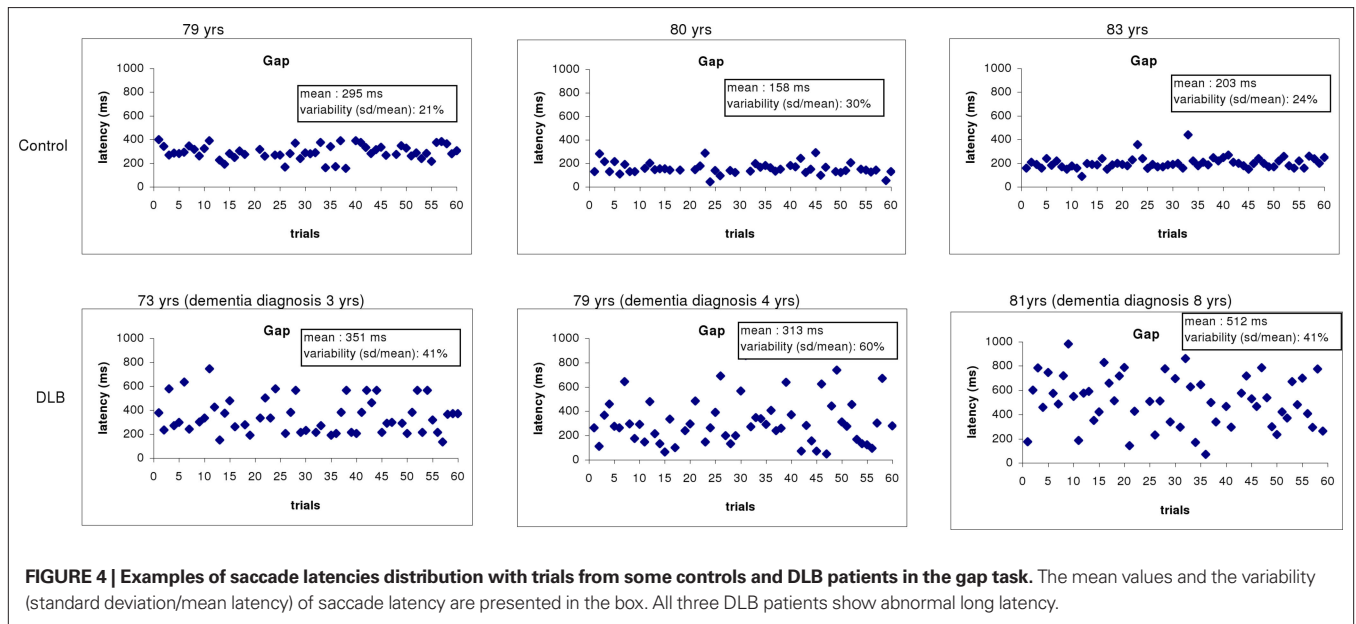 79 yrs
Gap
mean : 295 ms
variability (sd/mean): 21%
1000
800
600
400
200
0
latency (ms)
0 5 10 15 20 25 30 35 40 45 50 55 60
trials
80 yrs
Gap
mean : 158 ms
variability (sd/mean): 30%
1000
800
600
400
200
0
latency (ms)
0 5 10 15 20 25 30 35 40 45 50 55 60
trials
83 yrs
Gap
mean : 203 ms
variability (sd/mean): 24%
1000
800
600
400
200
0
latency (ms)
0 5 10 15 20 25 30 35 40 45 50 55 60
trials
Control
73 yrs (dementia diagnosis 3 yrs)
Gap
mean : 351 ms
variability (sd/mean): 41%
1000
800
600
400
200
0
latency (ms)
0 5 10 15 20 25 30 35 40 45 50 55 60
trials
79 yrs (dementia diagnosis 4 yrs)
Gap
mean : 313 ms
variability (sd/mean): 60%
1000
800
600
400
200
0
latency (ms)
0 5 10 15 20 25 30 35 40 45 50 55 60
trials
81yrs (dementia diagnosis 8 yrs)
Gap
mean : 512 ms
variability (sd/mean): 41%
1000
800
600
400
200
0
latency (ms)
0 5 10 15 20 25 30 35 40 45 50 55 60
trials
DLB
FIGURE 4 | Examples of saccade latencies distribution with trials from some controls and DLB patients in the gap task. The mean values and the variability
(standard deviation/mean latency) of saccade latency are presented in the box. All three DLB patients show abnormal long latency.